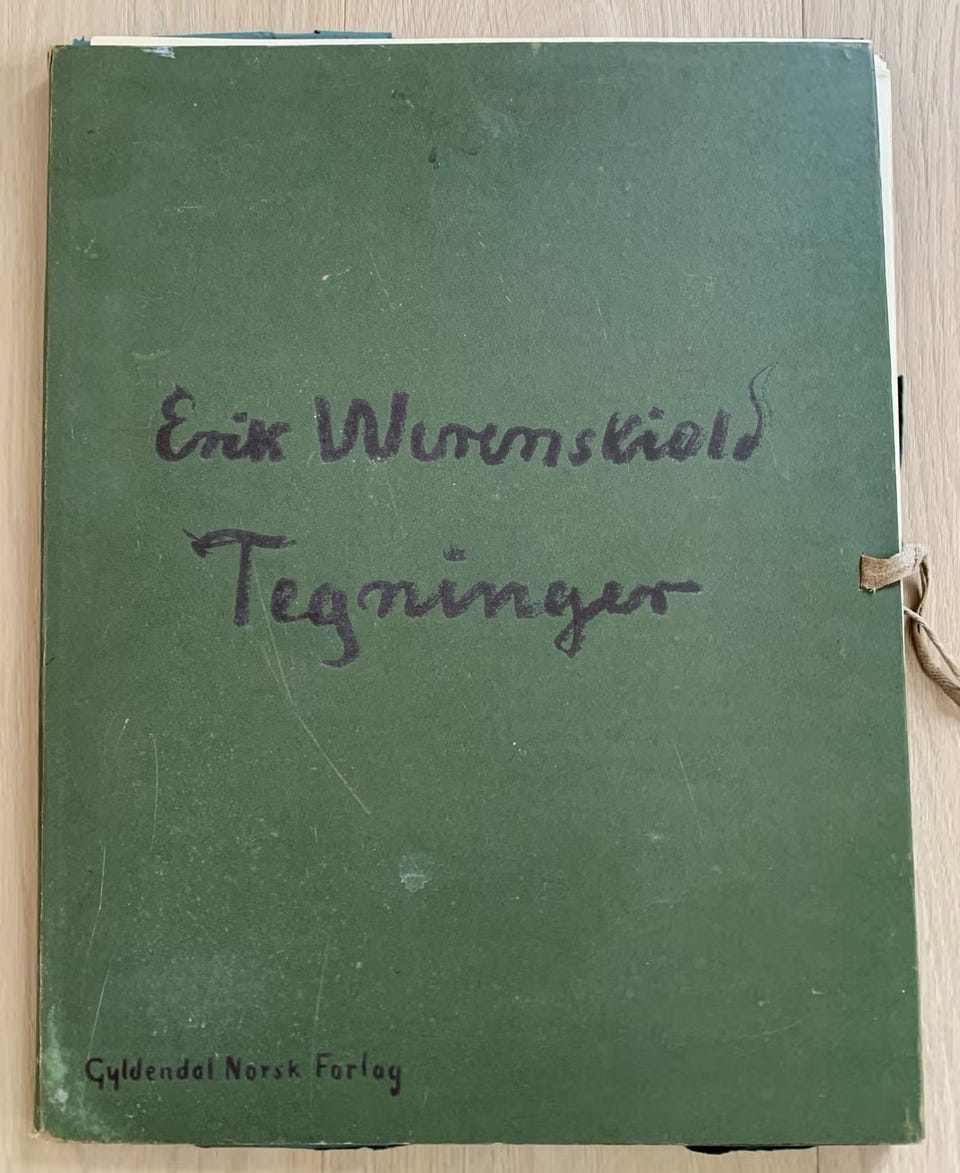 Erik Werenskiold
Tegninger
Gyldendal Norsk Forlag